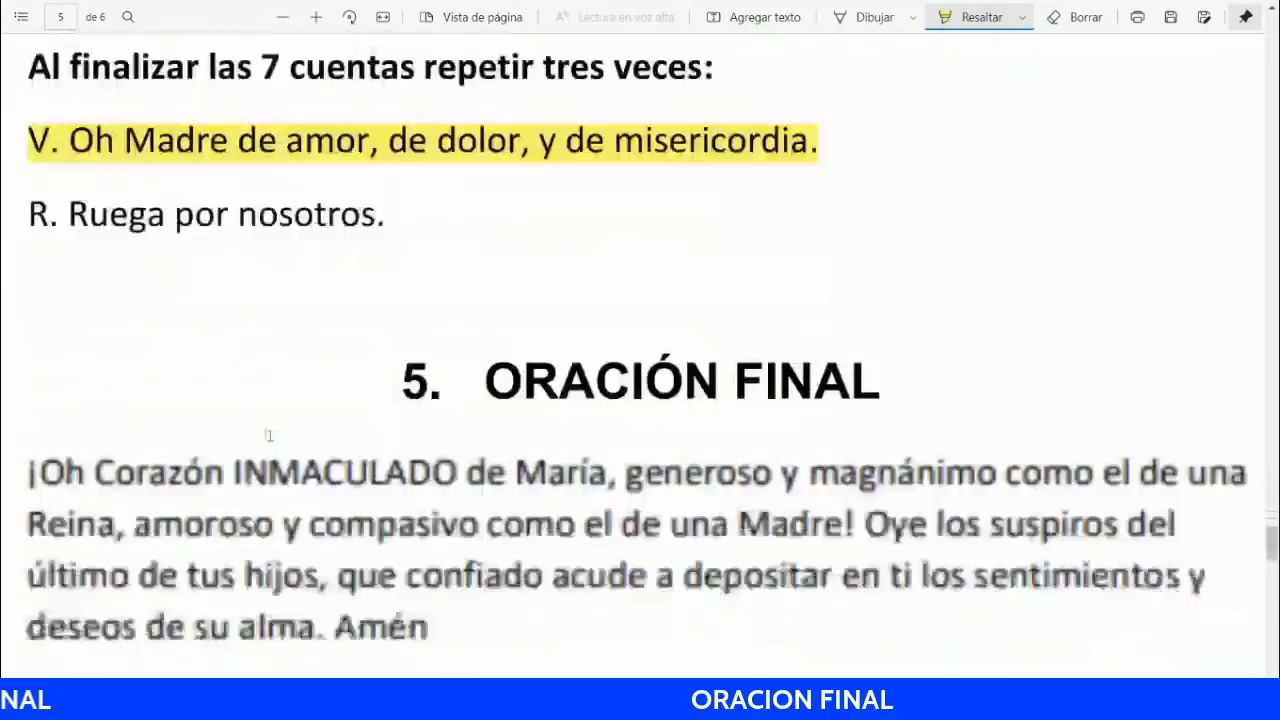 5 de 6 Vista de página Lectura en voz alta Agregar texto Dibujar Resaltar Borrar
Al finalizar las 7 cuentas repetir tres veces:
V. Oh Madre de amor, de dolor, y de misericordia.
R. Ruega por nosotros.
5. ORACIÓN FINAL
¡Oh Corazón INMACULADO de María, generoso y magnánimo como el de una
Reina, amoroso y compasivo como el de una Madre! Oye los suspiros del
último de tus hijos, que confiado acude a depositar en ti los sentimientos y
deseos de su alma. Amén
NAL ORACION FINAL